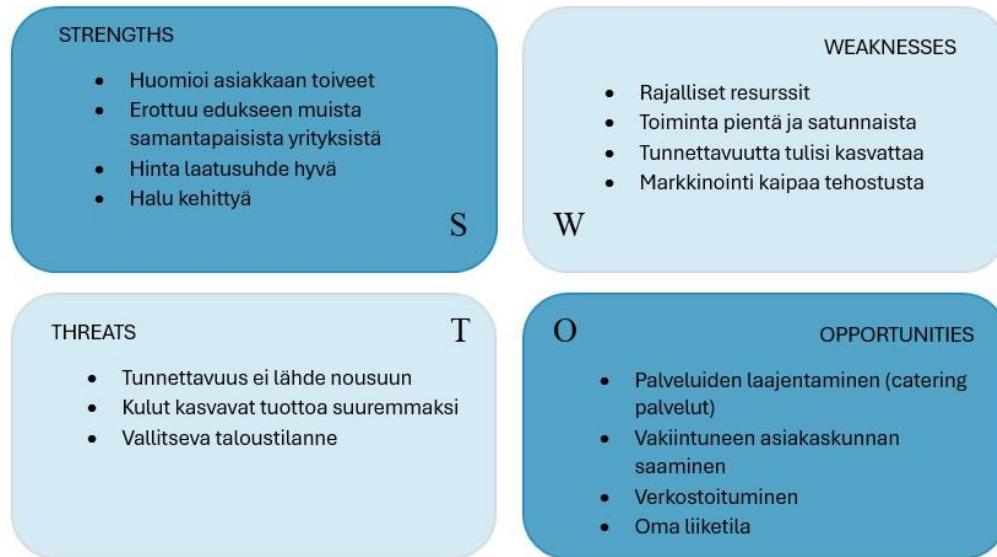 STRENGTHS
• Huomioi asiakkaan toiveet
• Erottuu edukseen muista
samantapaisista yrityksistä
• Hinta laatusuhde hyvä
• Halu kehittyä
S
WEAKNESSES
• Rajalliset resurssit
• Toiminta pientä ja satunnaista
• Tunnettavuutta tulisi kasvattaa
• Markkinointi kaipaa tehostusta
W
THREATS
T
• Tunnettavuus ei lähde nousuun
• Kulut kasvavat tuottoa suuremmaksi
• Vallitseva taloustilanne
O
OPPORTUNITIES
• Palveluiden laajentaminen (catering
palvelut)
• Vakiintuneen asiakaskunnan
saaminen
• Verkostoituminen
• Oma liiketila